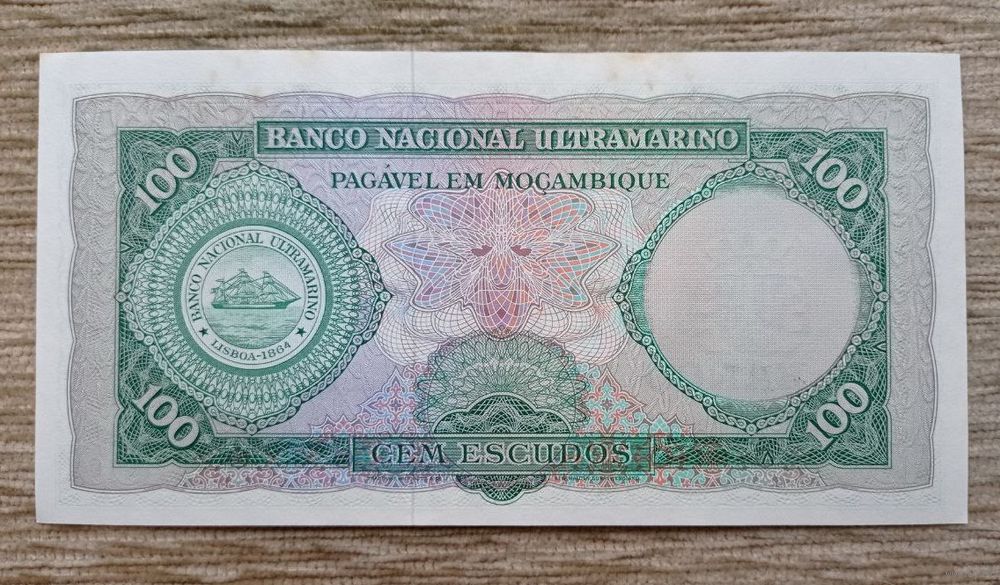 BANCO NACIONAL ULTRAMARINO
PAGÁVEL EM MOÇAMBIQUE
100
100
BANCO NACIONAL ULTRAMARINO
LISBOA-1864
100
100
CEM ESCUDOS